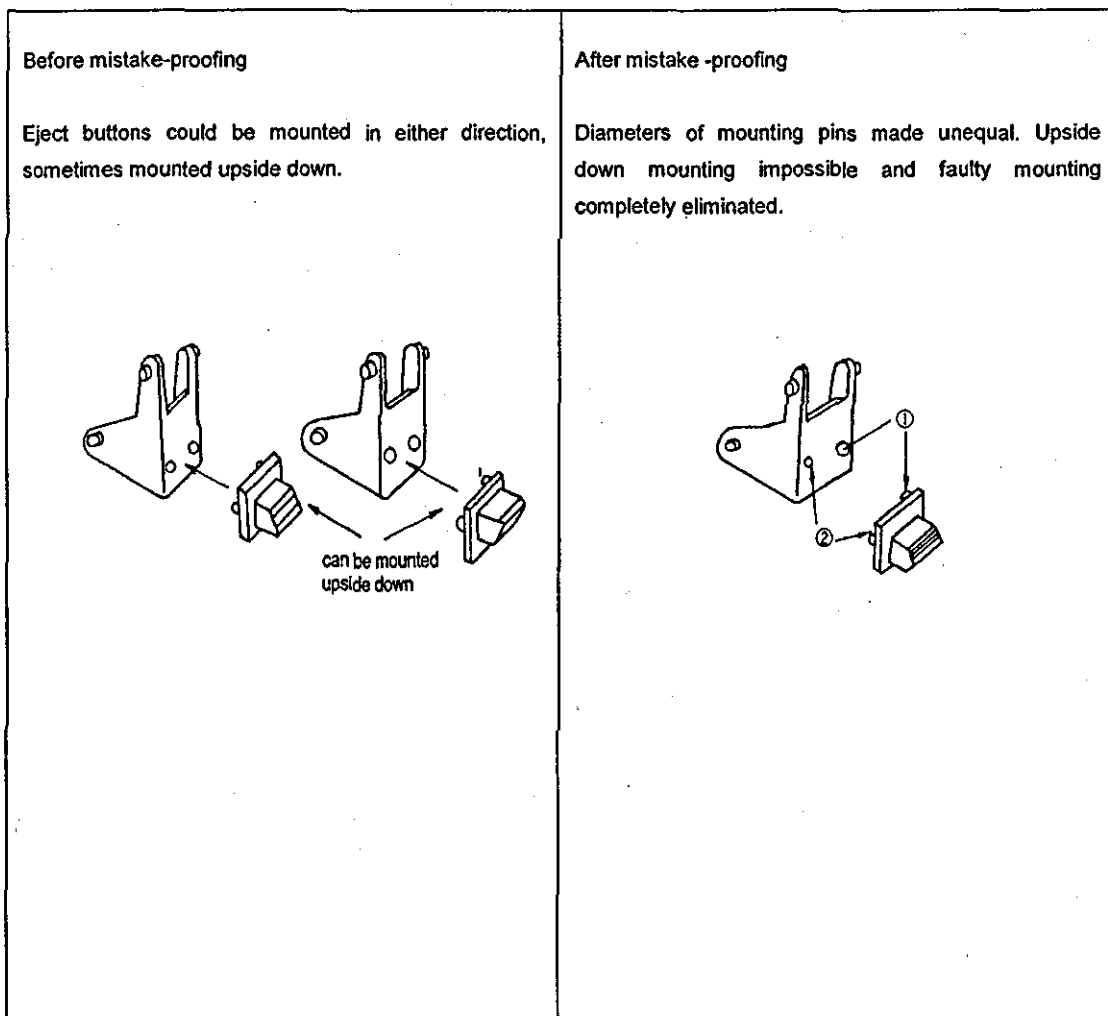 Before mistake-proofing
Eject buttons could be mounted in either direction,
sometimes mounted upside down.
can be mounted
upside down
After mistake -proofing
Diameters of mounting pins made unequal. Upside
down mounting impossible and faulty mounting
completely eliminated.
①
②